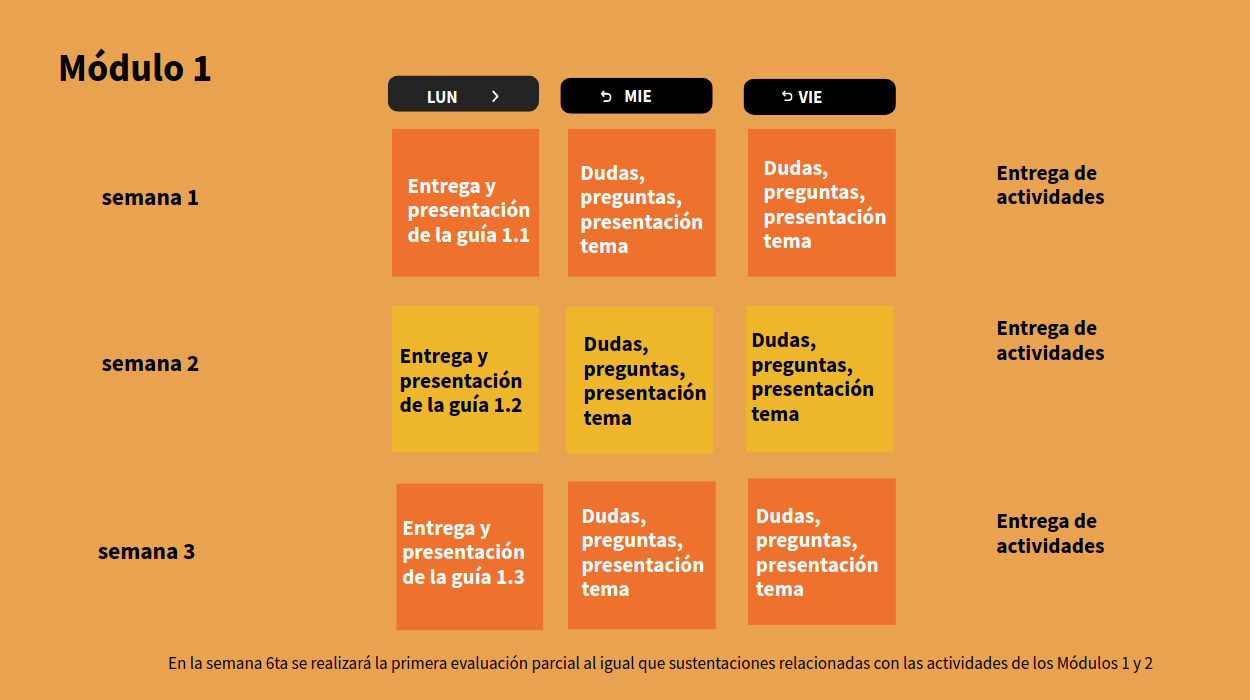 Módulo 1
LUN
MIE
VIE
semana 1
Entrega y
presentación
de la guía 1.1
Dudas,
preguntas,
presentación
tema
Dudas,
preguntas,
presentación
tema
Entrega de
actividades
semana 2
Entrega y
presentación
de la guía 1.2
Dudas,
preguntas,
presentación
tema
Dudas,
preguntas,
presentación
tema
Entrega de
actividades
semana 3
Entrega y
presentación
de la guía 1.3
Dudas,
preguntas,
presentación
tema
Dudas,
preguntas,
presentación
tema
Entrega de
actividades
En la semana 6ta se realizará la primera evaluación parcial al igual que sustentaciones relacionadas con las actividades de los Módulos 1 y 2